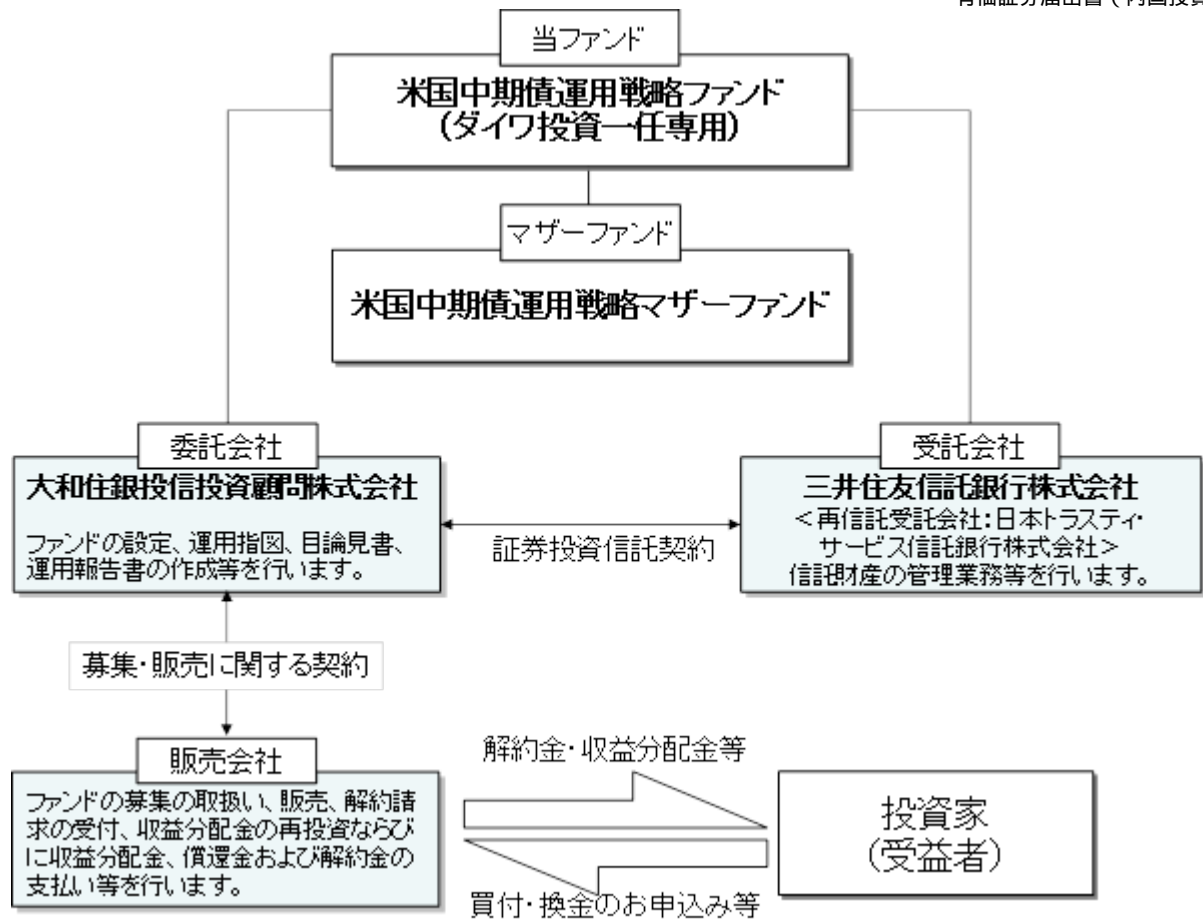 当ファンド
米国中期債運用戦略ファンド
(ダイワ投資一任専用)
マザーファンド
米国中期債運用戦略マザーファンド
委託会社
大和住銀投信投資顧問株式会社
ファンドの設定、運用指図、目論見書、
運用報告書の作成等を行います。
証券投資信託契約
受託会社
三井住友信託銀行株式会社
<再信託受託会社:日本トラスティ・
サービス信託銀行株式会社>
信託財産の管理業務等を行います。
募集・販売に関する契約
販売会社
ファンドの募集の取扱い、販売、解約請
求の受付、収益分配金の再投資ならび
に収益分配金、償還金および解約金の
支払い等を行います。
解約金・収益分配金等
買付・換金のお申込み等
投資家
(受益者)